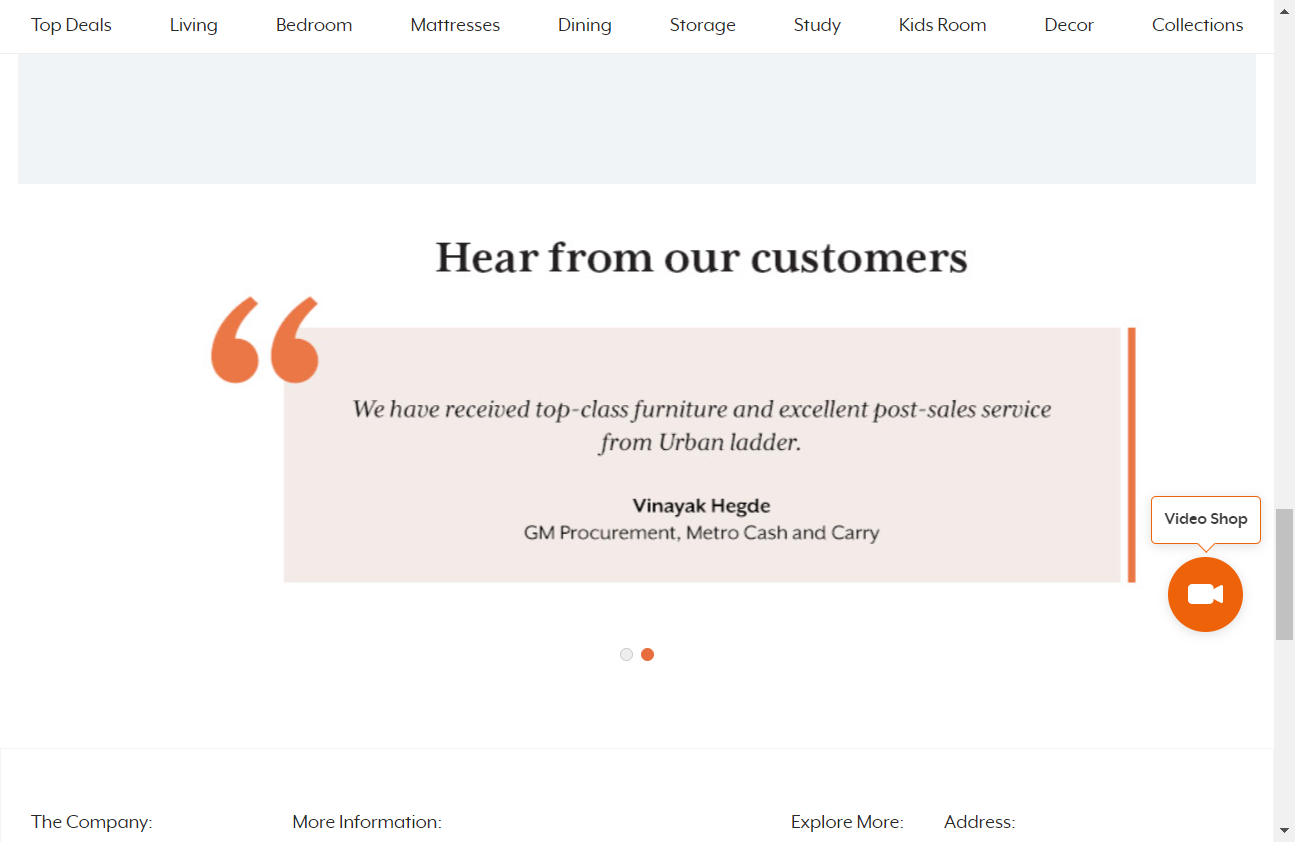 Top Deals Living Bedroom Mattresses Dining Storage Study Kids Room Decor Collections
Hear from our customers
We have received top-class furniture and excellent post-sales service
from Urban ladder.
Vinayak Hegde
GM Procurement, Metro Cash and Carry
Video Shop
The Company: More Information: Explore More: Address: